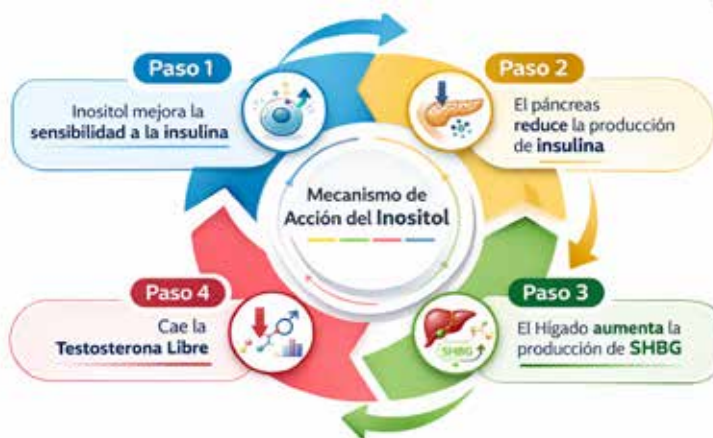 Paso 1
Inositol mejora la
sensibilidad a la insulina
Paso 2
El páncreas
reduce la producción
de insulina
Mecanismo de
Acción del Inositol
Paso 4
Cae la
Testosterona Libre
Paso 3
El Hígado aumenta la
producción de SHBG
SHBG